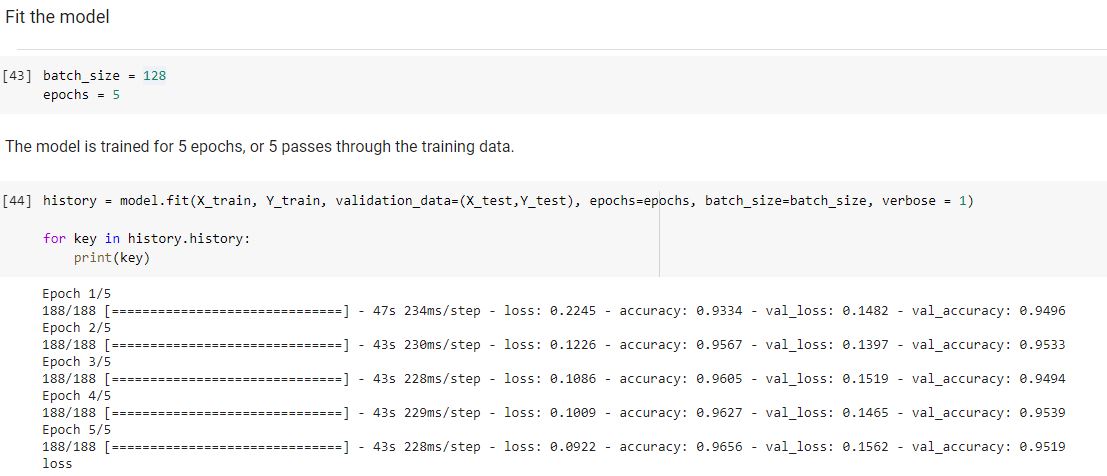 Fit the model
[43] batch_size = 128
epochs = 5
The model is trained for 5 epochs, or 5 passes through the training data.
[44] history = model.fit(X_train, Y_train, validation_data=(X_test,Y_test), epochs=epochs, batch_size=batch_size, verbose = 1)
for key in history.history:
    print(key)
Epoch 1/5
188/188 [==============================] - 47s 234ms/step - loss: 0.2245 - accuracy: 0.9334 - val_loss: 0.1482 - val_accuracy: 0.9496
Epoch 2/5
188/188 [==============================] - 43s 230ms/step - loss: 0.1226 - accuracy: 0.9567 - val_loss: 0.1397 - val_accuracy: 0.9533
Epoch 3/5
188/188 [==============================] - 43s 228ms/step - loss: 0.1086 - accuracy: 0.9605 - val_loss: 0.1519 - val_accuracy: 0.9494
Epoch 4/5
188/188 [==============================] - 43s 229ms/step - loss: 0.1009 - accuracy: 0.9627 - val_loss: 0.1465 - val_accuracy: 0.9539
Epoch 5/5
188/188 [==============================] - 43s 228ms/step - loss: 0.0922 - accuracy: 0.9656 - val_loss: 0.1562 - val_accuracy: 0.9519
loss